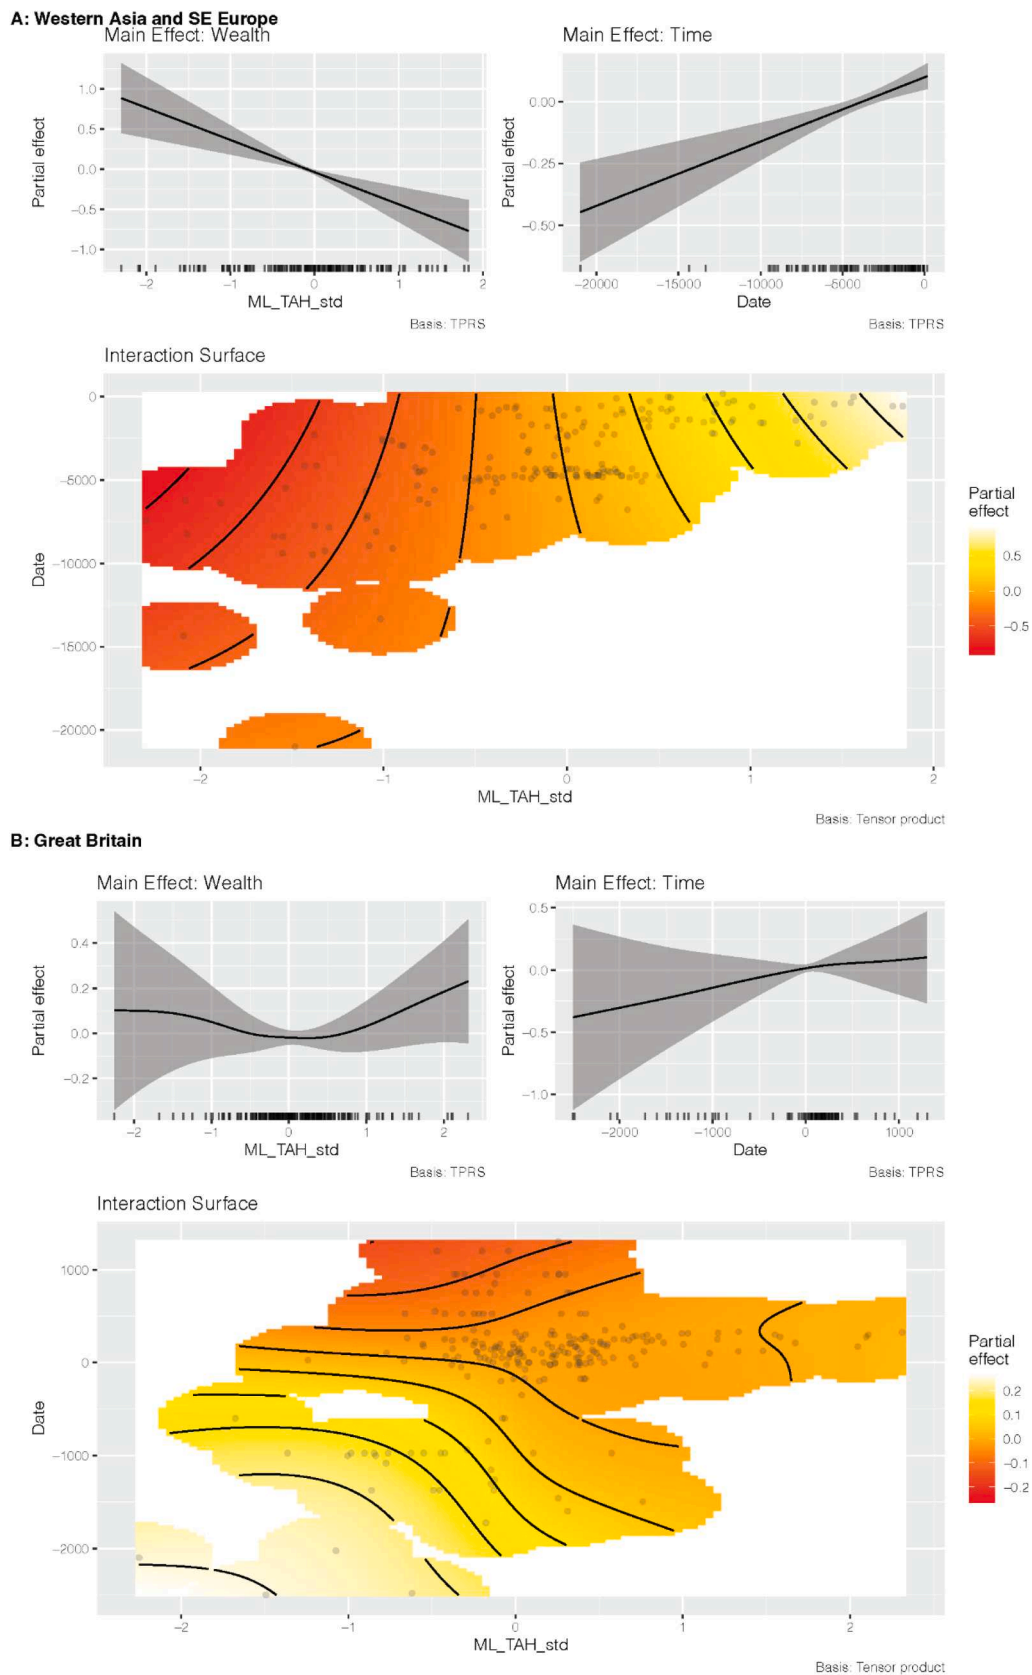 A: Western Asia and SE Europe
Main Effect: Wealth
Main Effect: Time
Partial effect
1.0
0.5
0.0
−0.5
−1.0
−2
−1
0
1
2
ML_TAH_std
Basis: TPRS
Partial effect
0.00
−0.25
−0.50
−20000
−15000
−10000
−5000
0
Date
Basis: TPRS
Interaction Surface
Date
0
−5000
−10000
−15000
−20000
−2
−1
0
1
2
ML_TAH_std
Partial
effect
0.5
0.0
−0.5
Basis: Tensor product
B: Great Britain
Main Effect: Wealth
Main Effect: Time
Partial effect
0.4
0.2
0.0
−0.2
−2
−1
0
1
2
ML_TAH_std
Basis: TPRS
Partial effect
0.5
0.0
−0.5
−1.0
−2000
−1000
0
1000
Date
Basis: TPRS
Interaction Surface
Date
1000
0
−1000
−2000
−2
−1
0
1
2
ML_TAH_std
Partial
effect
0.2
0.1
0.0
−0.1
−0.2
Basis: Tensor product